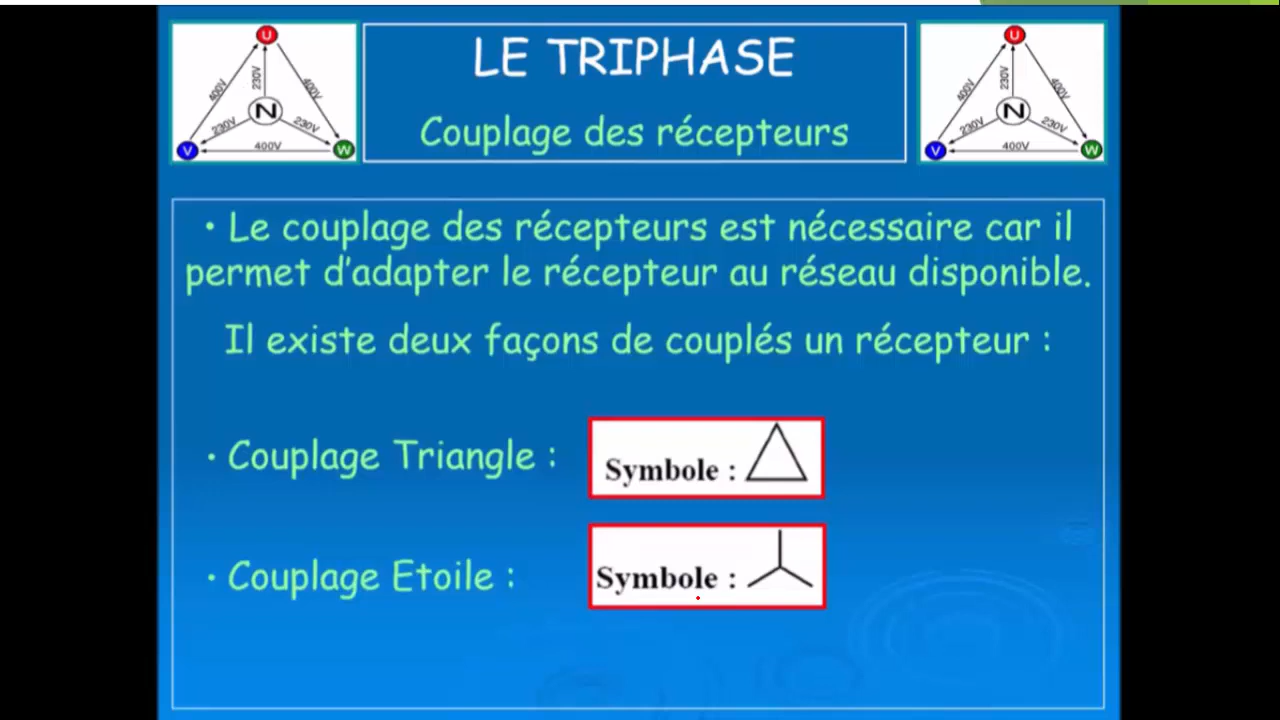 LE TRIPHASE
Couplage des récepteurs
U
400V
230V
400V
N
230V
230V
V
400V
W
U
400V
230V
400V
N
230V
230V
V
400V
W
• Le couplage des récepteurs est nécessaire car il
permet d’adapter le récepteur au réseau disponible.
Il existe deux façons de couplés un récepteur :
• Couplage Triangle :
Symbole :
• Couplage Etoile :
Symbole :